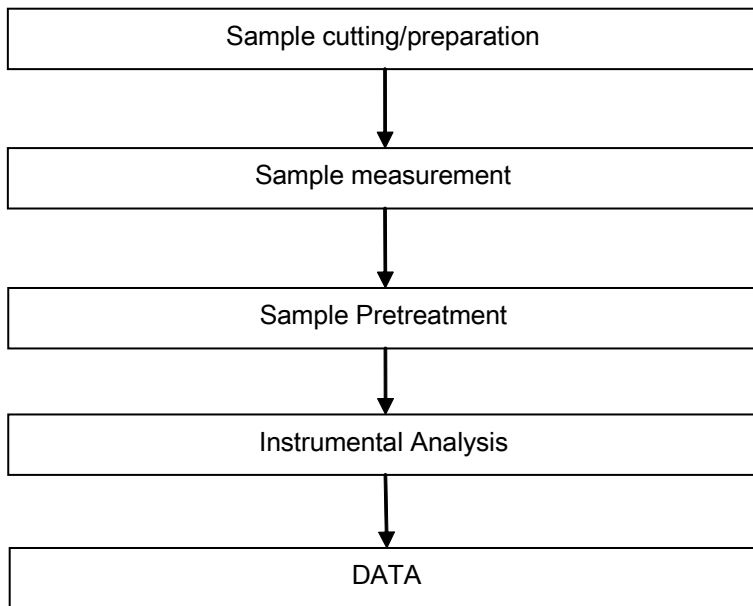 Sample cutting/preparation
Sample measurement
Sample Pretreatment
Instrumental Analysis
DATA